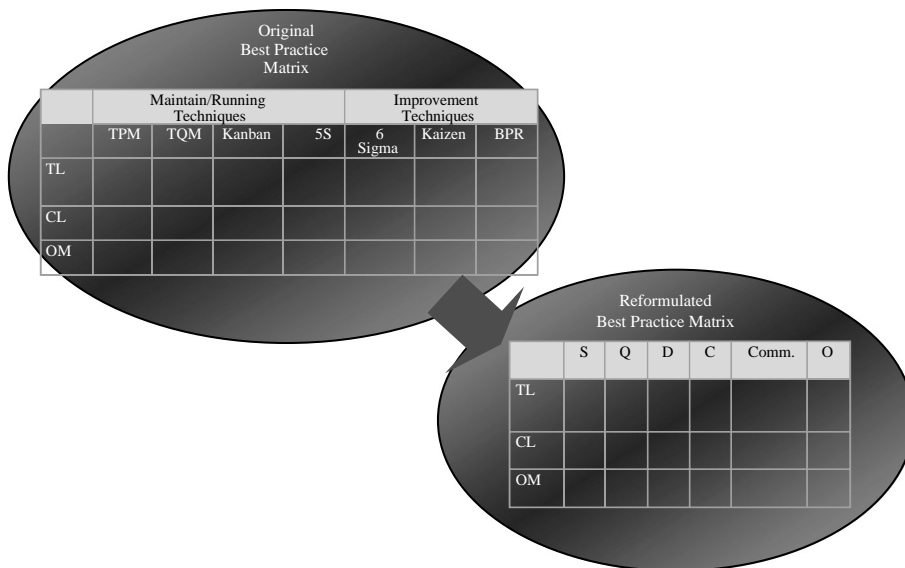 Original
Best Practice
Matrix
Maintain/Running
Techniques
Improvement
Techniques
TPM TQM Kanban 5S 6 Sigma Kaizen BPR
TL
CL
OM
Reformulated
Best Practice Matrix
S Q D C Comm. O
TL
CL
OM